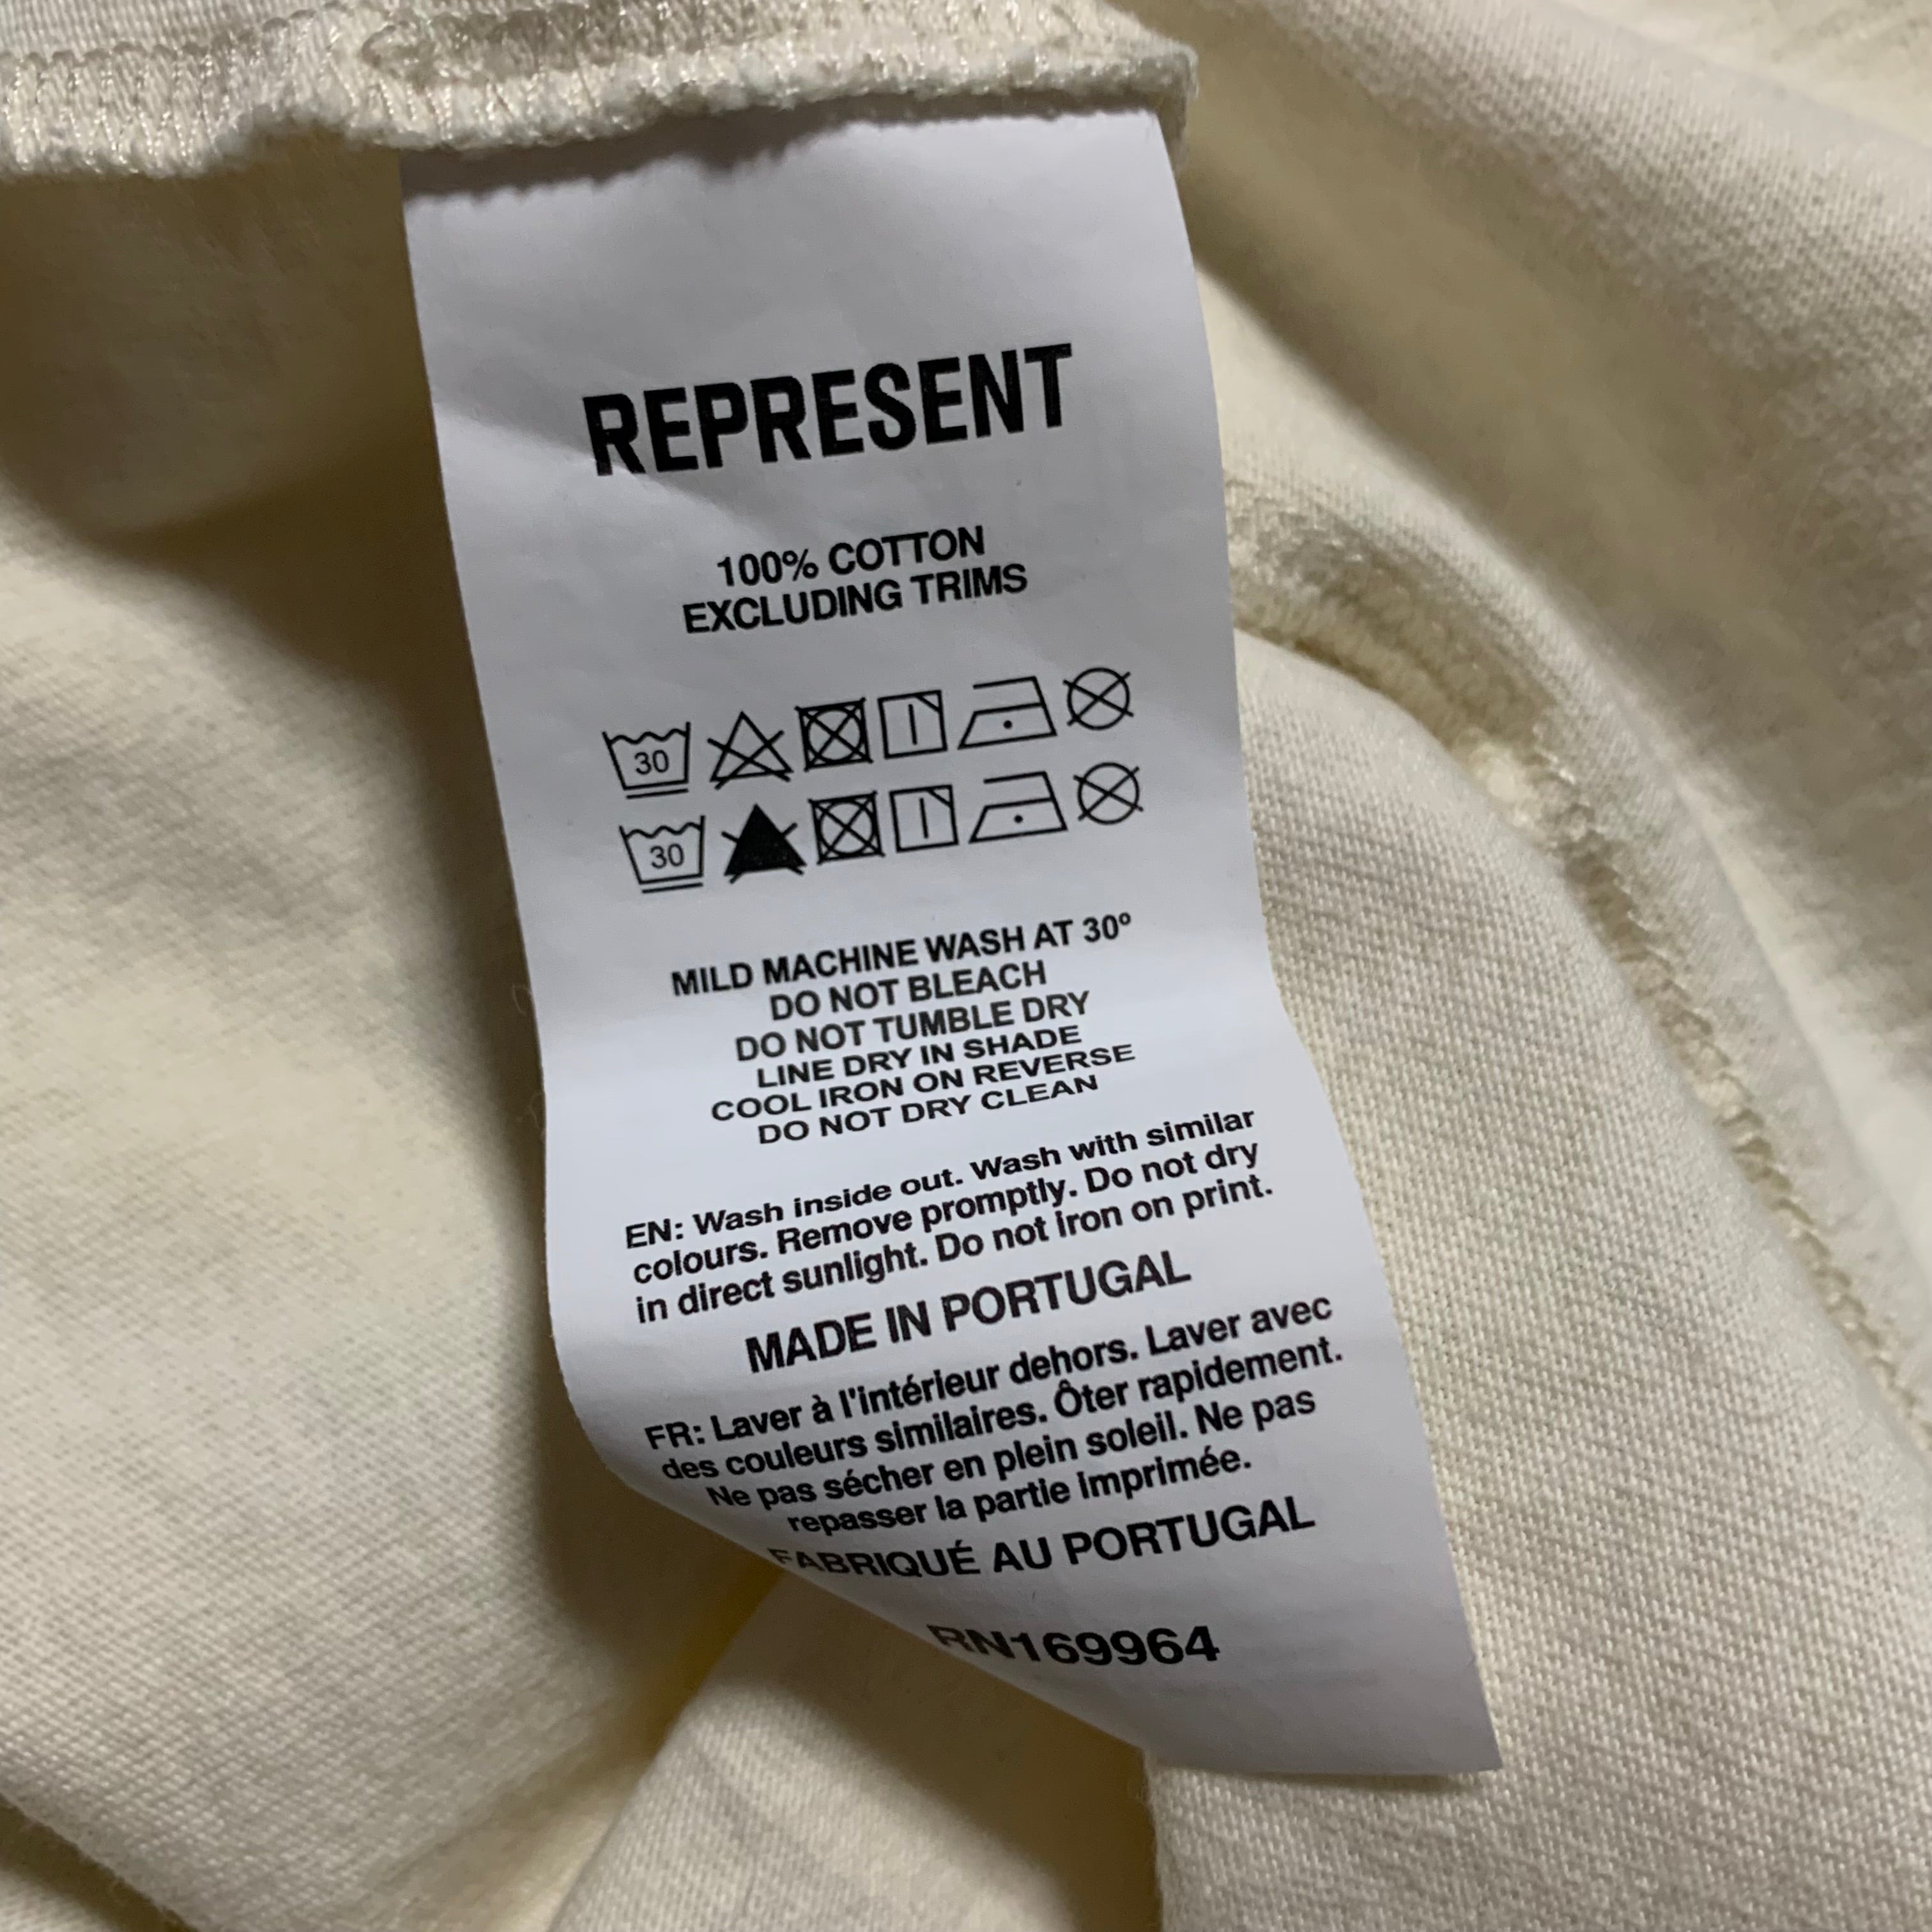 REPRESENT
100% COTTON
EXCLUDING TRIMS
30
30
MILD MACHINE WASH AT 30º
DO NOT BLEACH
DO NOT TUMBLE DRY
LINE DRY IN SHADE
COOL IRON ON REVERSE
DO NOT DRY CLEAN
EN: Wash inside out. Wash with similar
colours. Remove promptly. Do not dry
in direct sunlight. Do not iron on print.
MADE IN PORTUGAL
FR: Laver à l'intérieur dehors. Laver avec
des couleurs similaires. Ôter rapidement.
Ne pas sécher en plein soleil. Ne pas
repasser la partie imprimée.
FABRIQUÉ AU PORTUGAL
RN169964